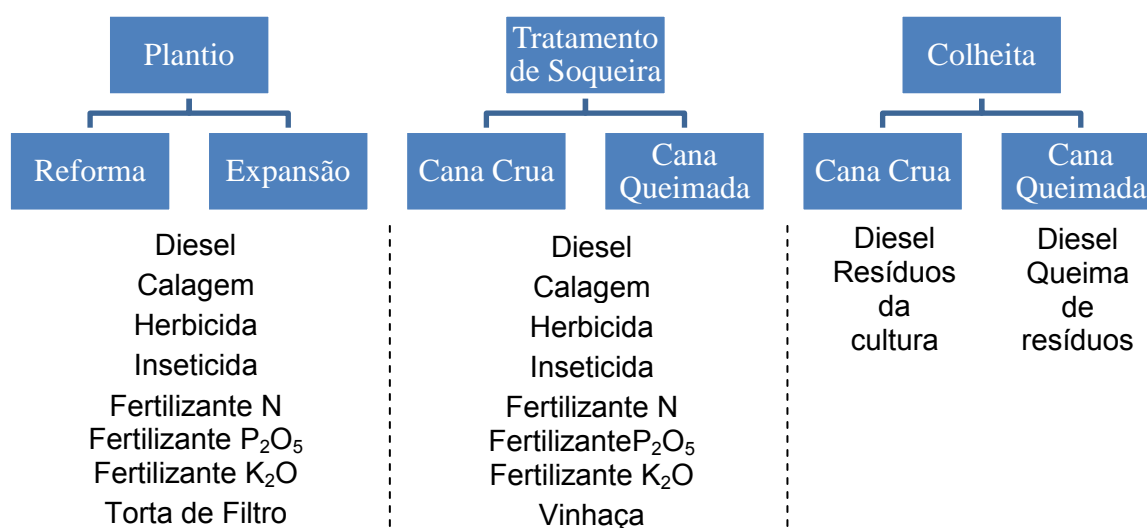 Plantio
Reforma
Expansão
Diesel
Calagem
Herbicida
Inseticida
Fertilizante N
Fertilizante P₂O₅
Fertilizante K₂O
Torta de Filtro
Tratamento
de Soqueira
Cana Crua
Cana
Queimada
Diesel
Calagem
Herbicida
Inseticida
Fertilizante N
FertilizanteP₂O₅
Fertilizante K₂O
Vinhaça
Colheita
Cana Crua
Diesel
Resíduos
da
cultura
Cana
Queimada
Diesel
Queima
de
resíduos